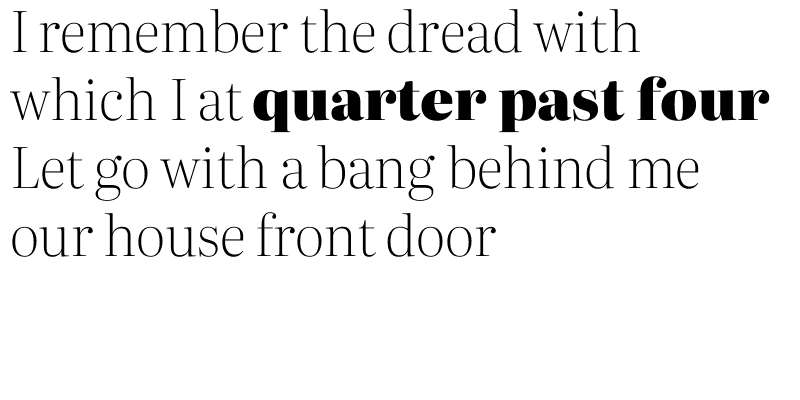 I remember the dread with
which I at quarter past four
Let go with a bang behind me
our house front door